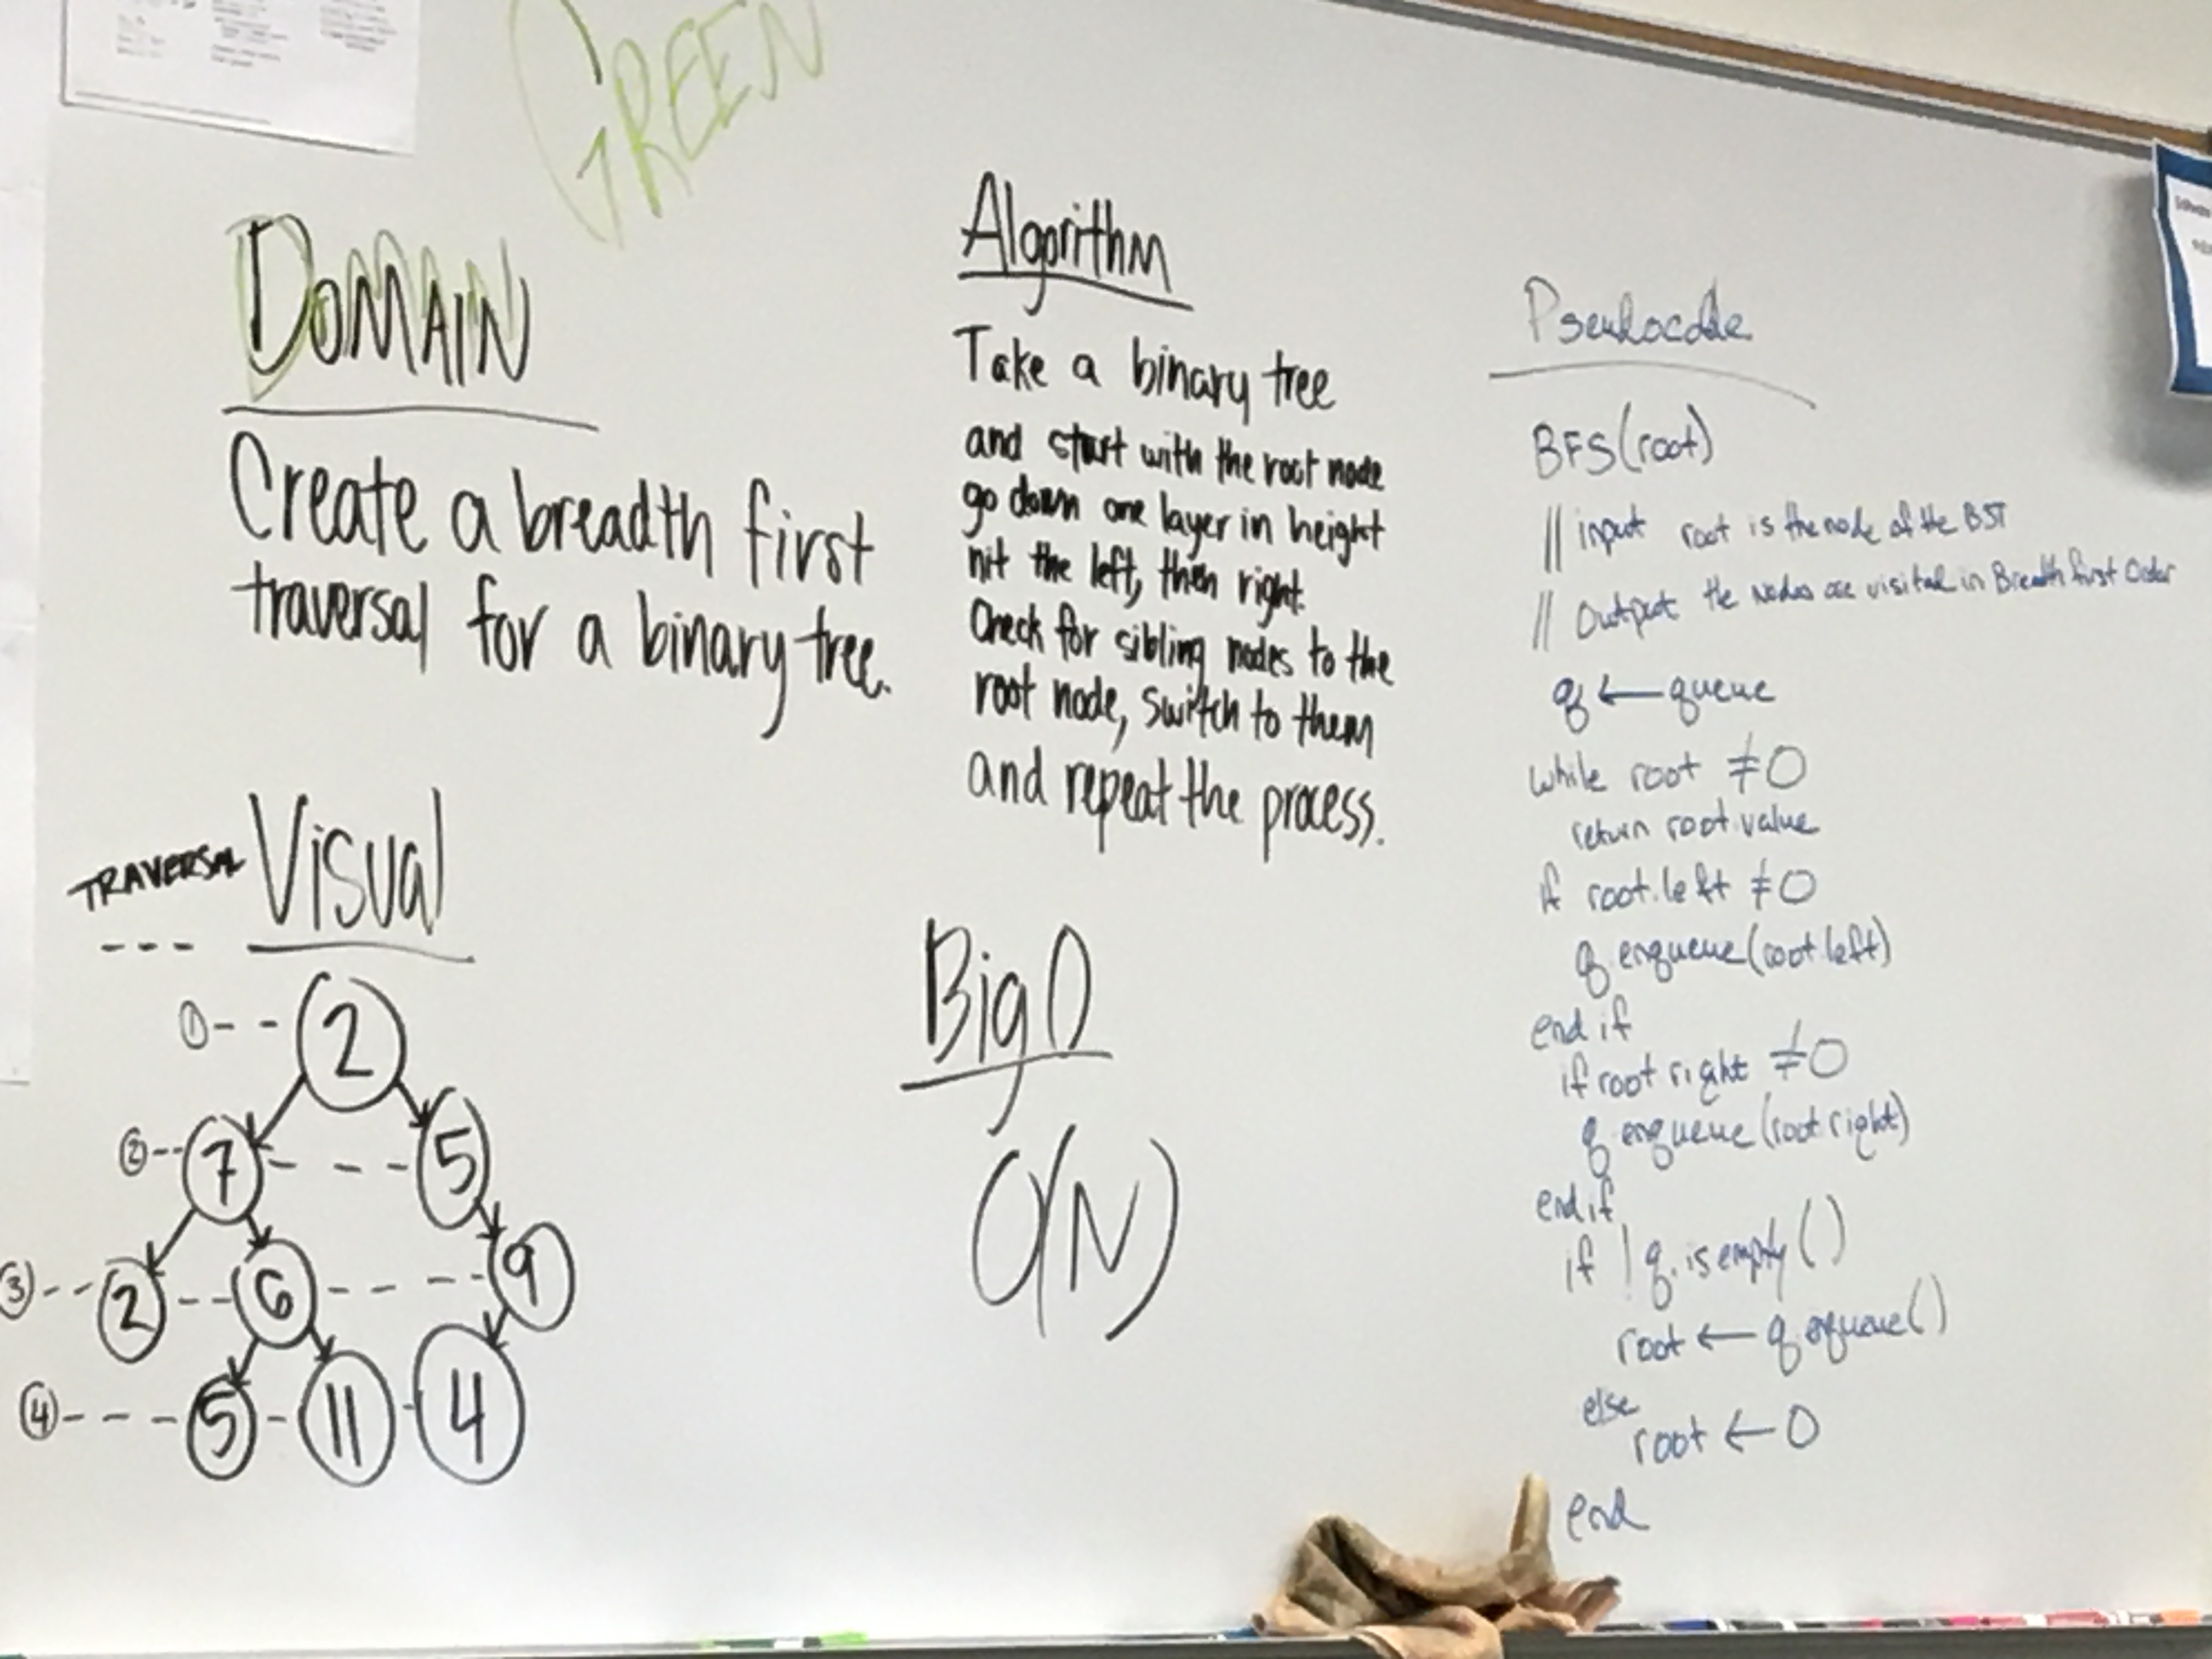 GREEN
DOMAIN
Create a breadth first
traversal for a binary tree.
TRAVERSAL
Visual
① 2
② 7 5
③ 2 6 9
④ 5 11 4
Algorithm
Take a binary tree
and start with the root node
go down one layer in height
hit the left, then right.
Check for sibling nodes to the
root node, switch to them
and repeat the process.
Big O
O(N)
Pseudocode
BFS(root)
// input root is the node of the BST
// Output the nodes are visited in Breadth first Order
q ← queue
while root ≠ 0
return root.value
if root.left ≠ 0
q enqueue(root.left)
end if
if root right ≠ 0
q enqueue(root right)
end if
if ! q. is empty()
root ← q
else
root ← 0
end